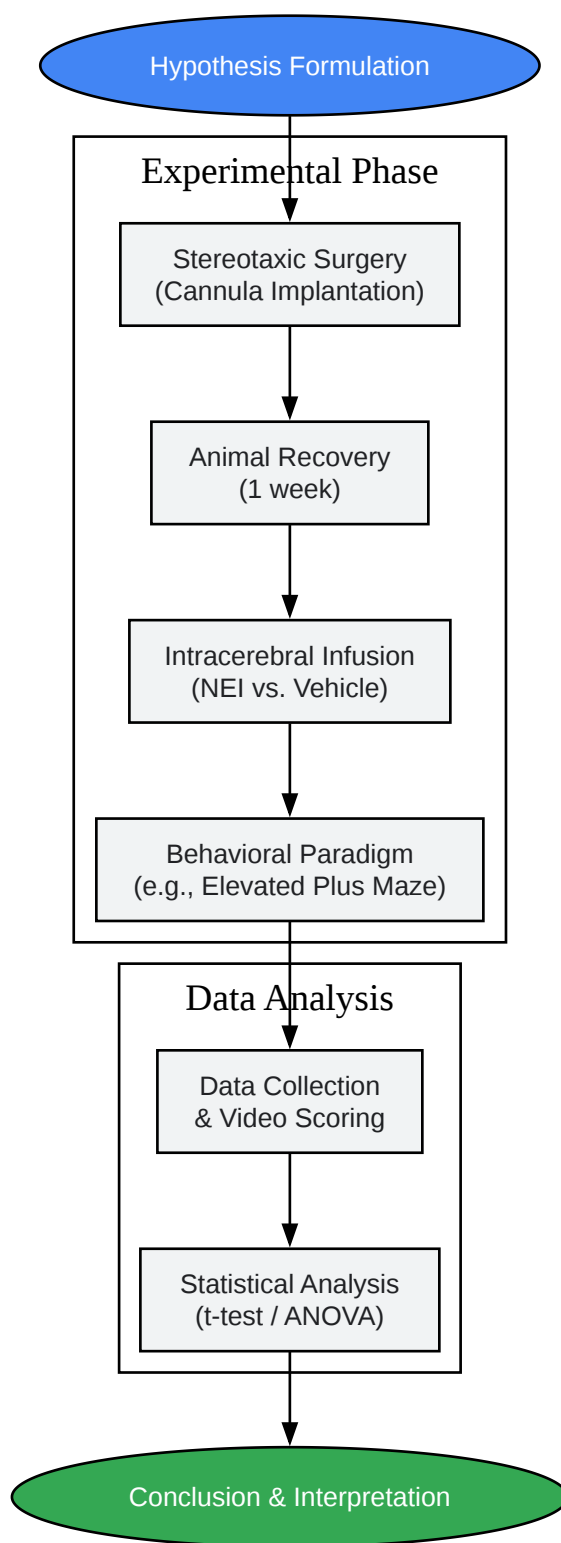 Hypothesis Formulation
Experimental Phase
Stereotaxic Surgery
(Cannula Implantation)
Animal Recovery
(1 week)
Intracerebral Infusion
(NEI vs. Vehicle)
Behavioral Paradigm
(e.g., Elevated Plus Maze)
Data Analysis
Data Collection
& Video Scoring
Statistical Analysis
(t-test / ANOVA)
Conclusion & Interpretation